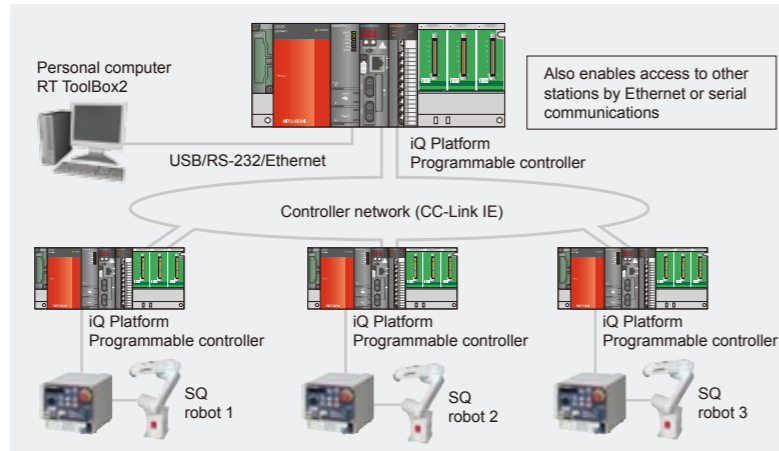 Personal computer
RT ToolBox2
Also enables access to other
stations by Ethernet or serial
communications
USB/RS-232/Ethernet
iQ Platform
Programmable controller
Controller network (CC-Link IE)
iQ Platform
Programmable controller
iQ Platform
Programmable controller
iQ Platform
Programmable controller
SQ
robot 1
SQ
robot 2
SQ
robot 3